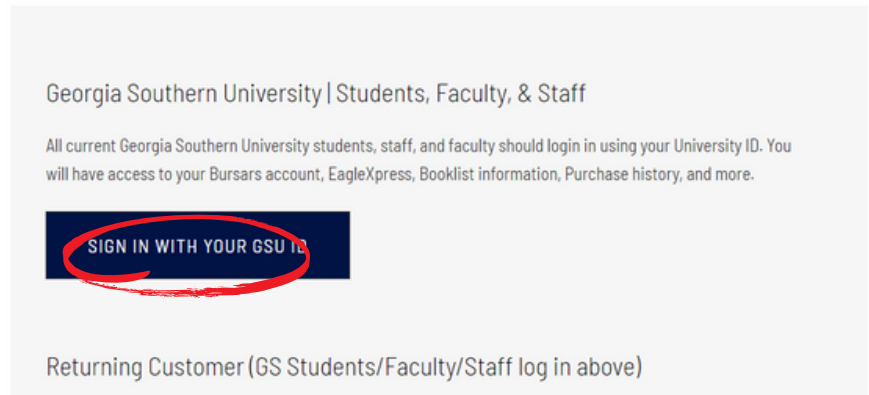 Georgia Southern University | Students, Faculty, & Staff
All current Georgia Southern University students, staff, and faculty should login in using your University ID. You
will have access to your Bursars account, EagleXpress, Booklist information, Purchase history, and more.
SIGN IN WITH YOUR GSU ID
Returning Customer (GS Students/Faculty/Staff log in above)